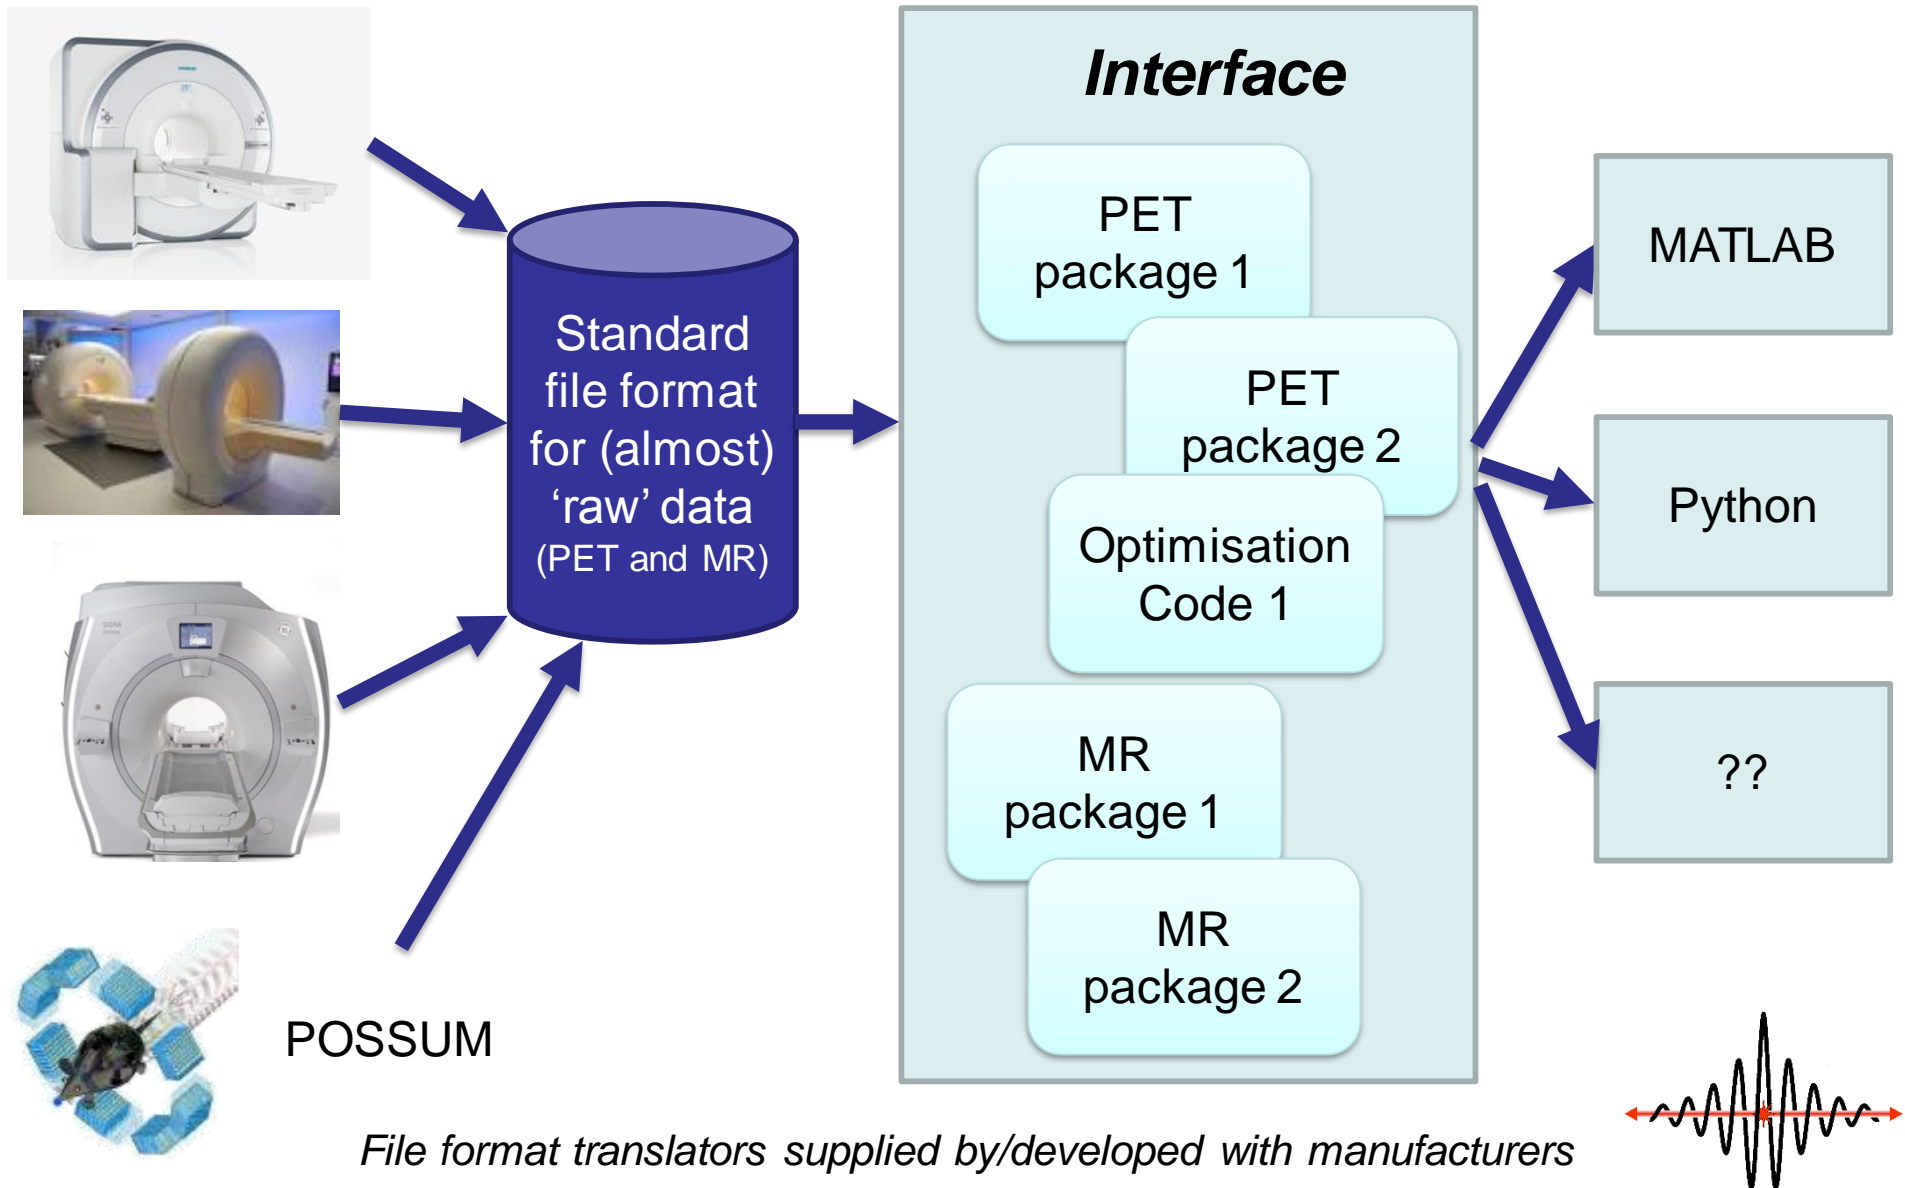 Interface
PET
package 1
PET
package 2
Optimisation
Code 1
MR
package 1
MR
package 2
Standard
file format
for (almost)
‘raw’ data
(PET and MR)
MATLAB
Python
??
SIGNA
POSSUM
File format translators supplied by/developed with manufacturers